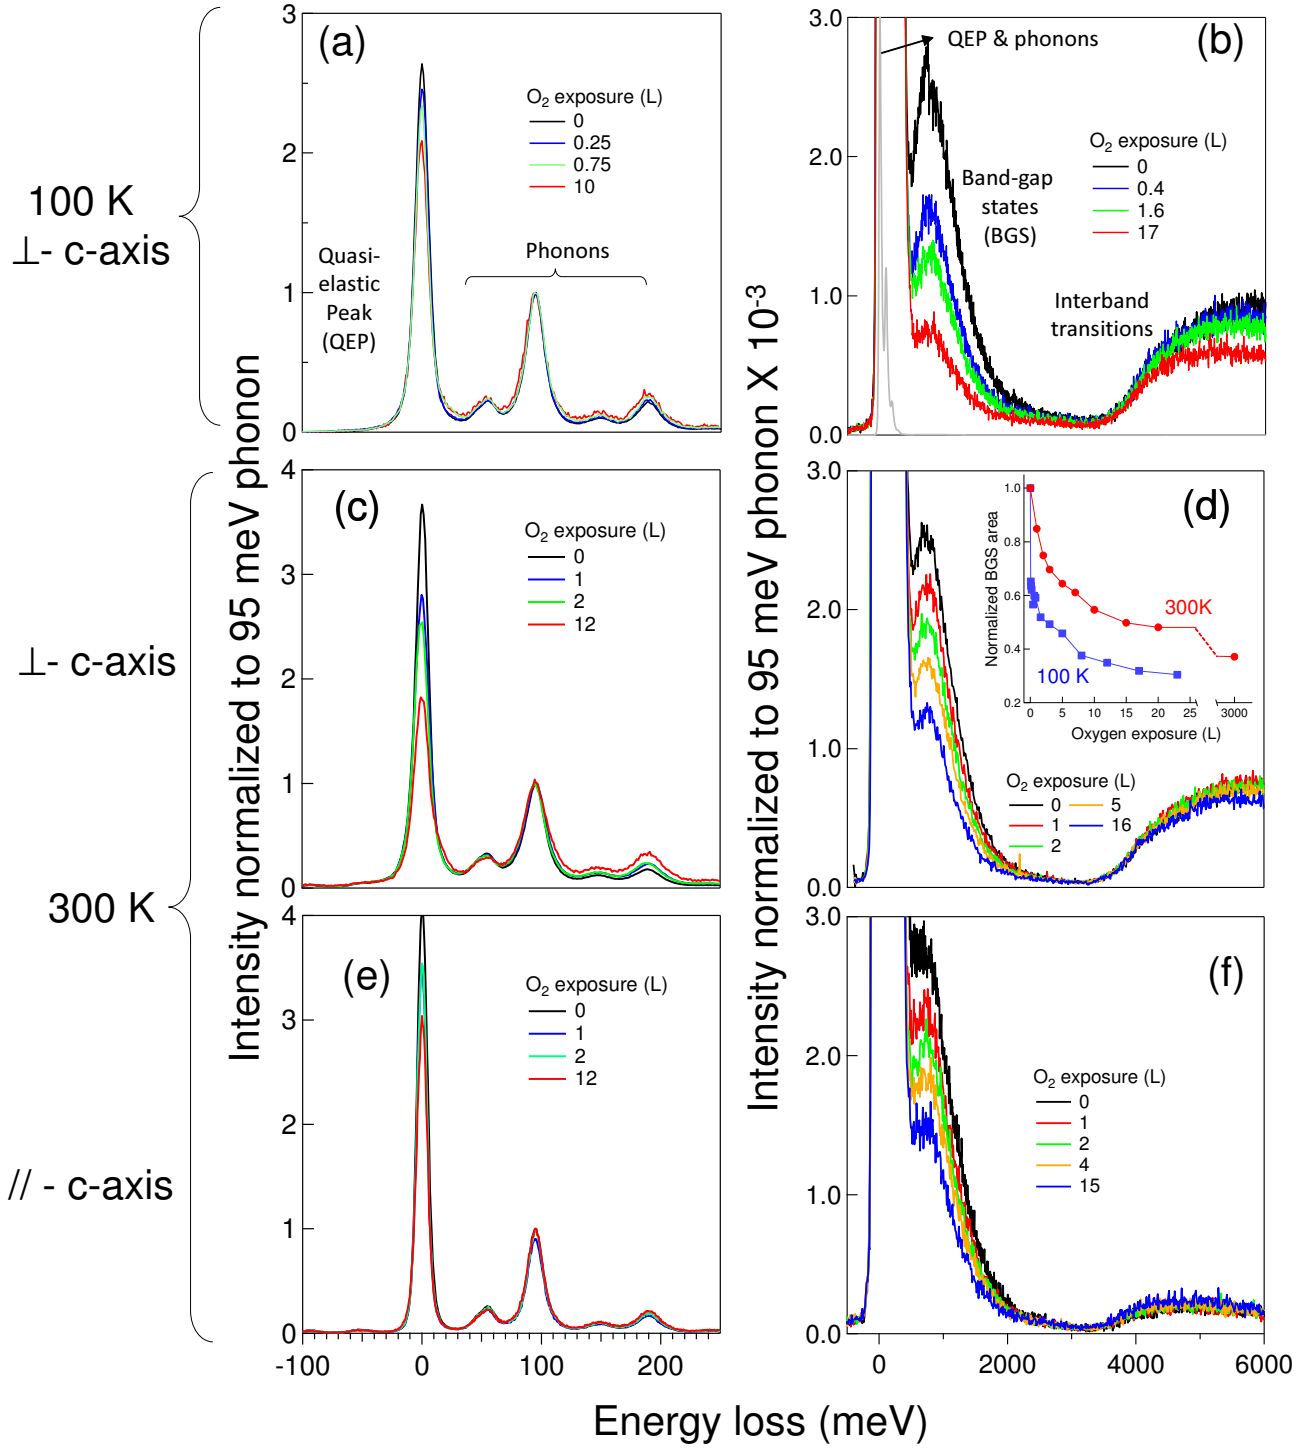 100 K
⊥- c-axis
⊥- c-axis
300 K
// - c-axis
Intensity normalized to 95 meV phonon
Intensity normalized to 95 meV phonon X 10-3
Energy loss (meV)
(a)
3
2
1
0
O2 exposure (L)
0
0.25
0.75
10
Quasi-
elastic
Peak
(QEP)
Phonons
(b)
3.0
2.0
1.0
0.0
QEP & phonons
O2 exposure (L)
0
0.4
1.6
17
Band-gap
states
(BGS)
Interband
transitions
(c)
4
3
2
1
0
O2 exposure (L)
0
1
2
12
(d)
3.0
2.0
1.0
0.0
Normalized BGS area
1.0
0.8
0.6
0.4
0.2
300K
100 K
0 5 10 15 20 25 3000
Oxygen exposure (L)
O2 exposure (L)
0 5
1 16
2
(e)
4
3
2
1
0
O2 exposure (L)
0
1
2
12
-100 0 100 200
(f)
3.0
2.0
1.0
0.0
O2 exposure (L)
0
1
2
4
15
0 2000 4000 6000